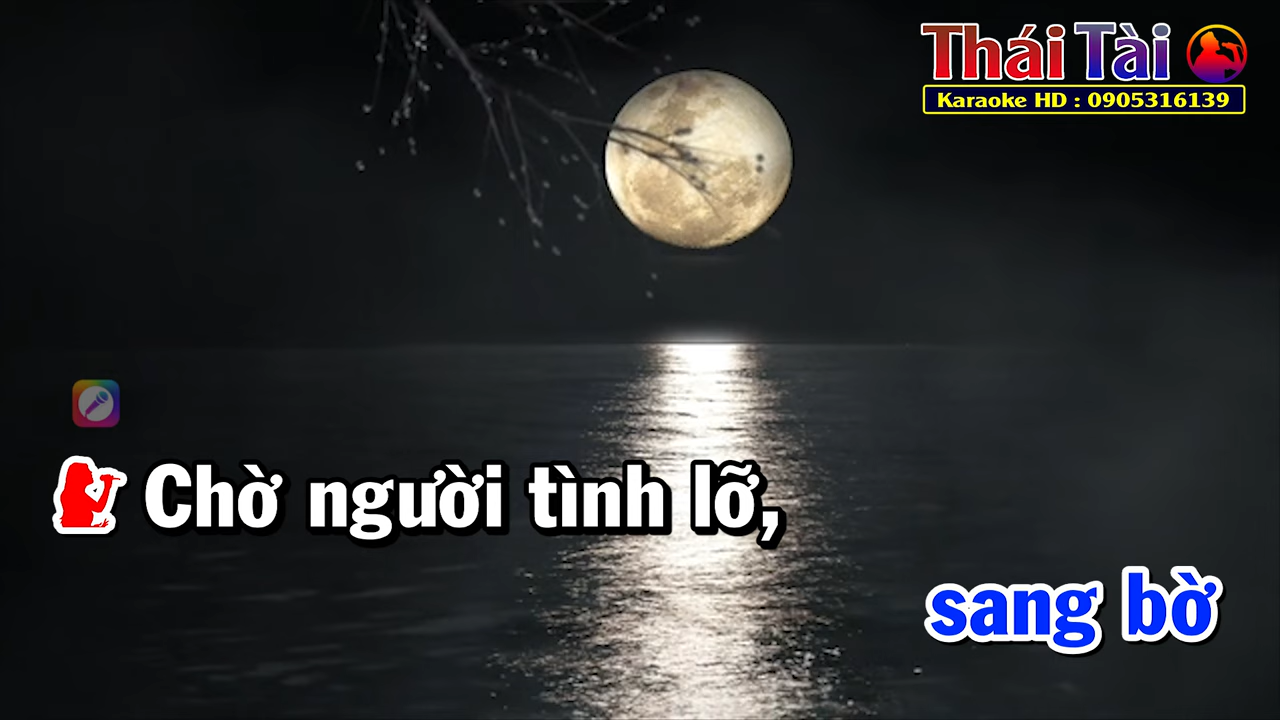 Thái Tài
Karaoke HD : 0905316139
Chờ người tình lỡ,
sang bờ